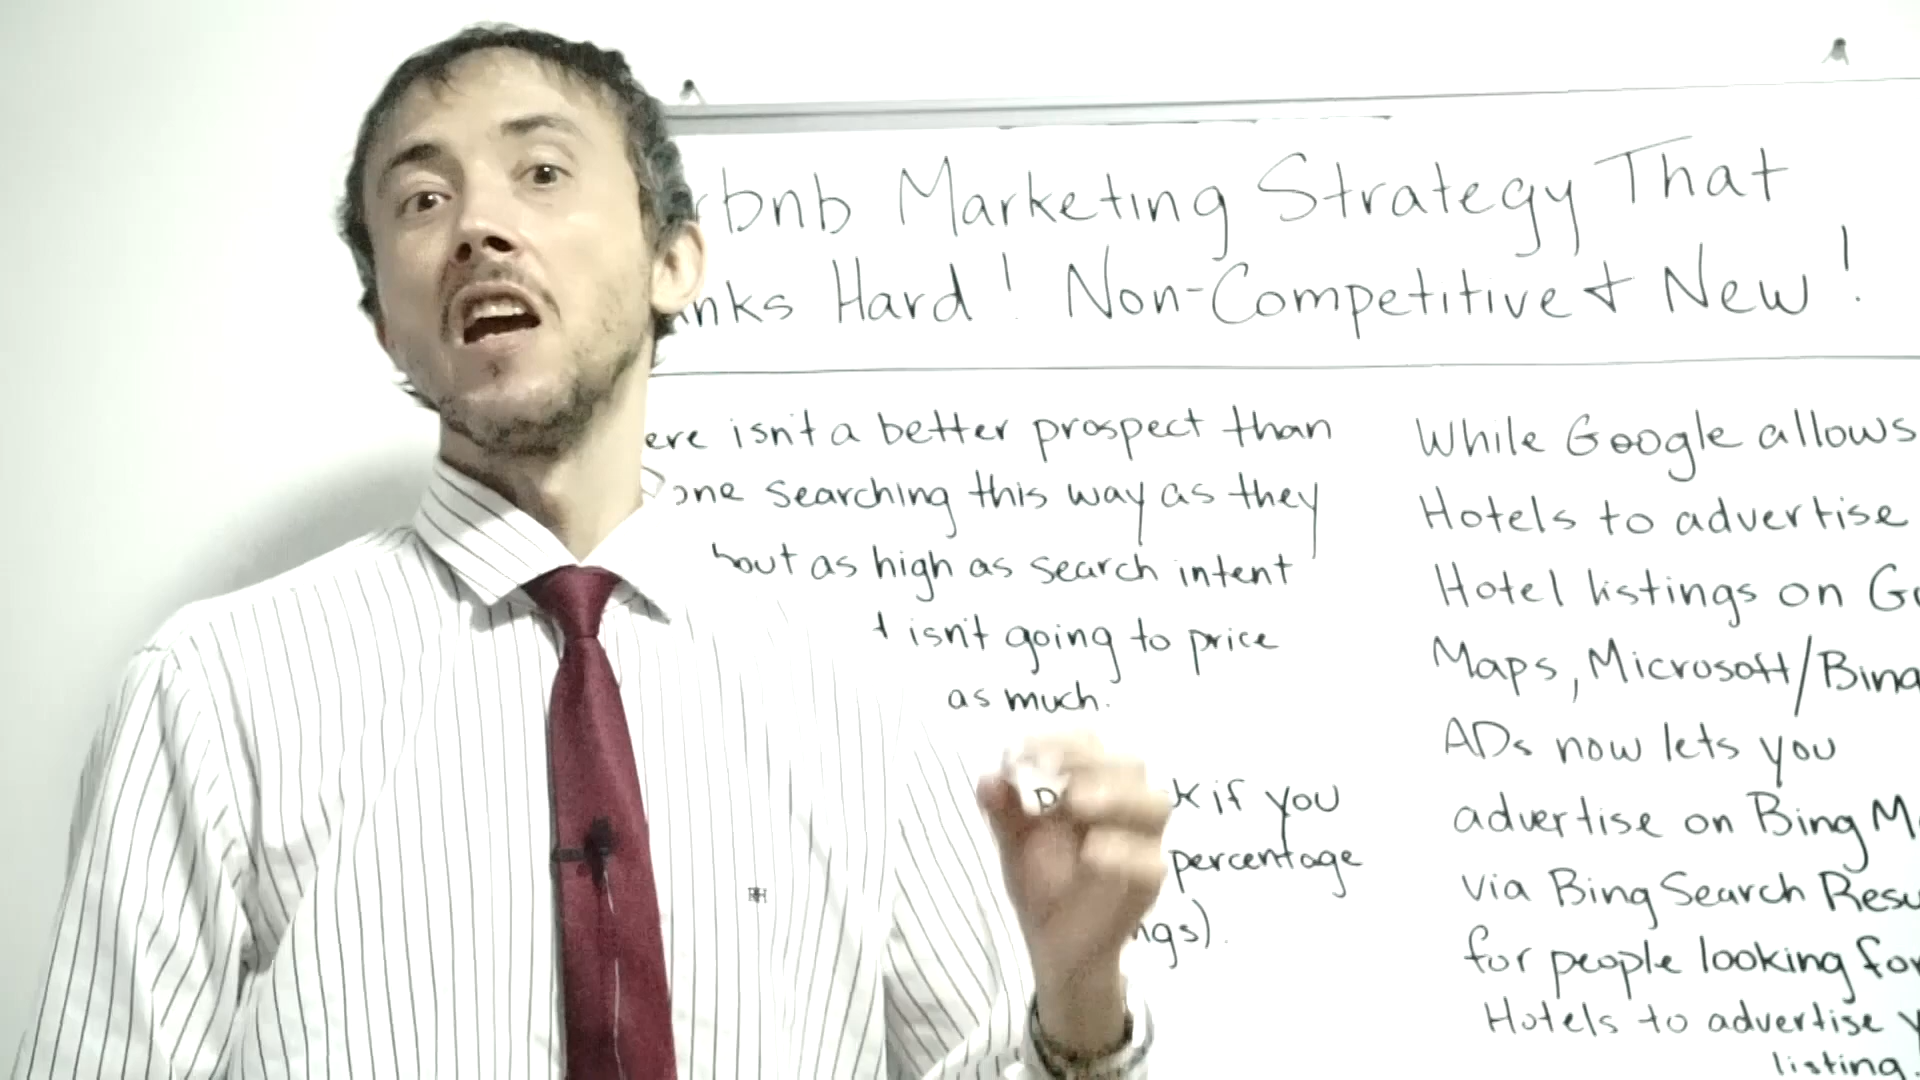 rbnb Marketing Strategy That
nks Hard! Non-Competitive & New!
ere isn't a better prospect than
one searching this way as they
bout as high as search intent
isn't going to price
as much.
k if you
percentage
ngs).
While Google allows
Hotels to advertise
Hotel listings on G
Maps, Microsoft/Bing
ADs now lets you
advertise on Bing M
via Bing Search Resu
for people looking for
Hotels to advertise y
listing.